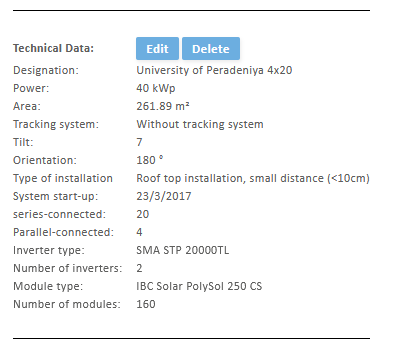 Technical Data: Edit Delete
Designation: University of Peradeniya 4x20
Power: 40 kWp
Area: 261.89 m²
Tracking system: Without tracking system
Tilt: 7
Orientation: 180 °
Type of installation Roof top installation, small distance (<10cm)
System start-up: 23/3/2017
series-connected: 20
Parallel-connected: 4
Inverter type: SMA STP 20000TL
Number of inverters: 2
Module type: IBC Solar PolySol 250 CS
Number of modules: 160